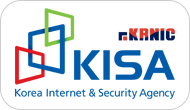 r.KRNIC
KISA
Korea Internet & Security Agency